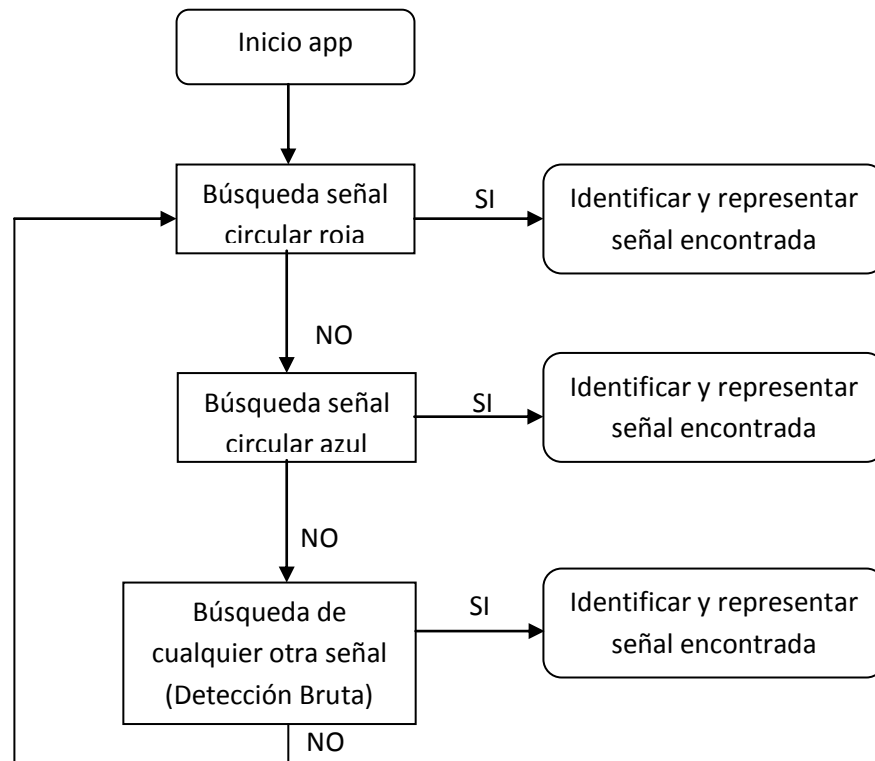 Inicio app
Búsqueda señal
circular roja
SI
Identificar y representar
señal encontrada
NO
Búsqueda señal
circular azul
SI
Identificar y representar
señal encontrada
NO
Búsqueda de
cualquier otra señal
(Detección Bruta)
SI
Identificar y representar
señal encontrada
NO